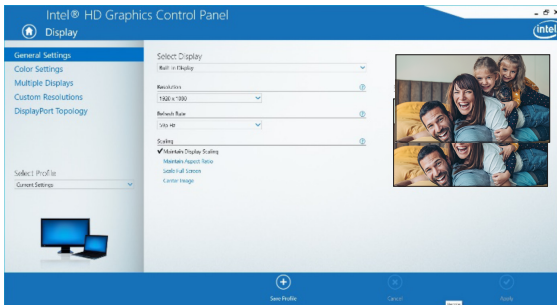 Intel® HD Graphics Control Panel
Display
intel
General Settings
Color Settings
Multiple Displays
Custom Resolutions
DisplayPort Topology
Select Profile
Current Settings
Select Display
Built-in Display
Resolution
Refresh Rate
Scaling
Maintain Display Scaling
Maintain Aspect Ratio
Scale Full Screen
Center Image
Save Profile
Cancel
Apply